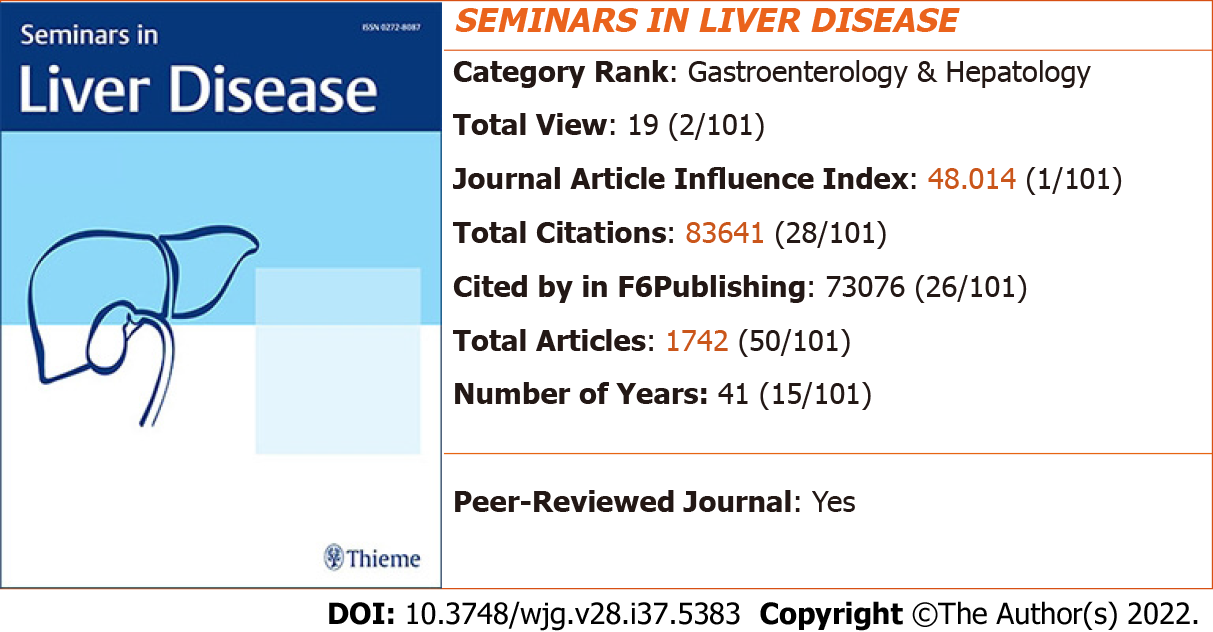 Seminars in
ISSN 0272-8087
Liver Disease
Thieme
SEMINARS IN LIVER DISEASE
Category Rank: Gastroenterology & Hepatology
Total View: 19 (2/101)
Journal Article Influence Index: 48.014 (1/101)
Total Citations: 83641 (28/101)
Cited by in F6Publishing: 73076 (26/101)
Total Articles: 1742 (50/101)
Number of Years: 41 (15/101)
Peer-Reviewed Journal: Yes
DOI: 10.3748/wjg.v28.i37.5383 Copyright ©The Author(s) 2022.